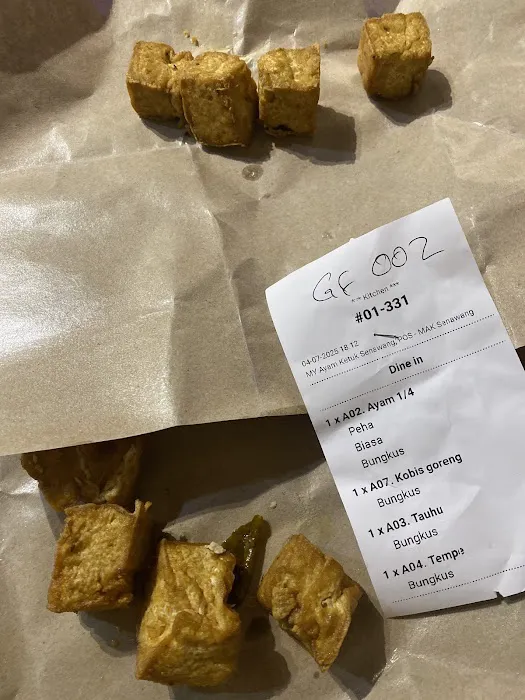 GF 002
*** Kitchen ***
#01-331
04-07-2025 18:12
MY Ayam Ketuk Senawang,POS - MAK Senawang
Dine in
1 x A02. Ayam 1/4
Peha
Biasa
Bungkus
1 x A07. Kobis goreng
Bungkus
1 x A03. Tauhu
Bungkus
1 x A04. Tempe
Bungkus